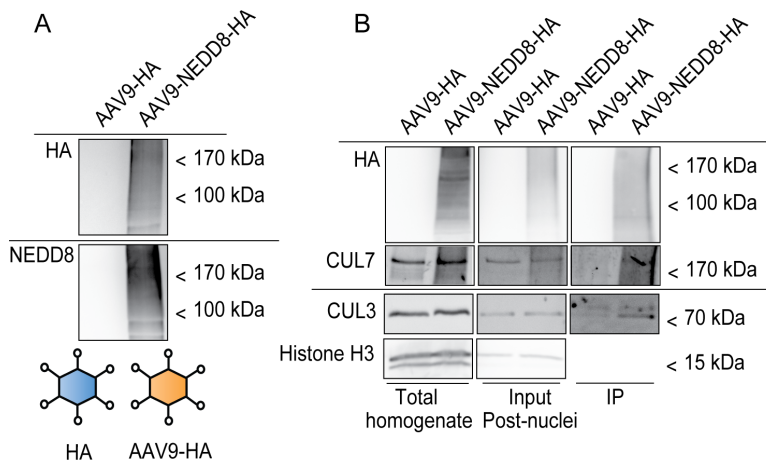 A
AAV9-HA
AAV9-NEDD8-HA
HA
< 170 kDa
< 100 kDa
NEDD8
< 170 kDa
< 100 kDa
HA
AAV9-HA
B
AAV9-HA
AAV9-NEDD8-HA
AAV9-HA
AAV9-NEDD8-HA
AAV9-HA
AAV9-NEDD8-HA
HA
< 170 kDa
< 100 kDa
CUL7
< 170 kDa
CUL3
< 70 kDa
Histone H3
< 15 kDa
Total
homogenate
Input
Post-nuclei
IP